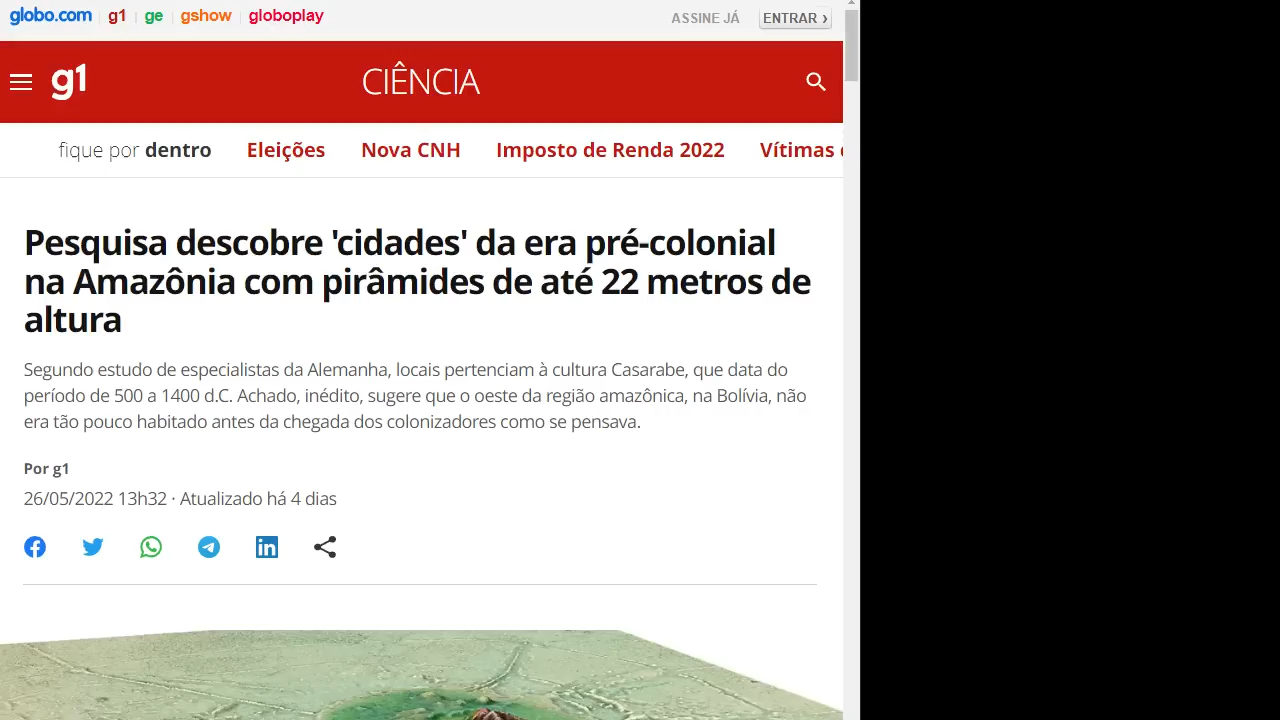 globo.com g1 ge gshow globoplay ASSINE JÁ ENTRAR ›
g1 CIÊNCIA
fique por dentro Eleições Nova CNH Imposto de Renda 2022 Vítimas
Pesquisa descobre 'cidades' da era pré-colonial
na Amazônia com pirâmides de até 22 metros de
altura
Segundo estudo de especialistas da Alemanha, locais pertenciam à cultura Casarabe, que data do
período de 500 a 1400 d.C. Achado, inédito, sugere que o oeste da região amazônica, na Bolívia, não
era tão pouco habitado antes da chegada dos colonizadores como se pensava.
Por g1
26/05/2022 13h32 · Atualizado há 4 dias